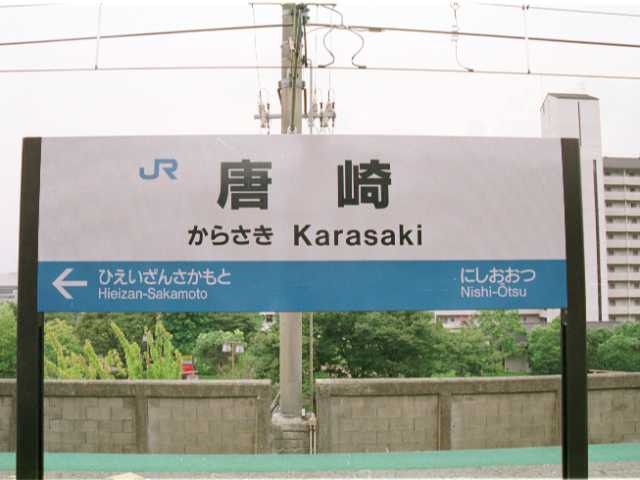 JR 唐崎
からさき Karasaki
← ひえいざんさかもと にしおおつ
Hieizan-Sakamoto Nishi-Ōtsu